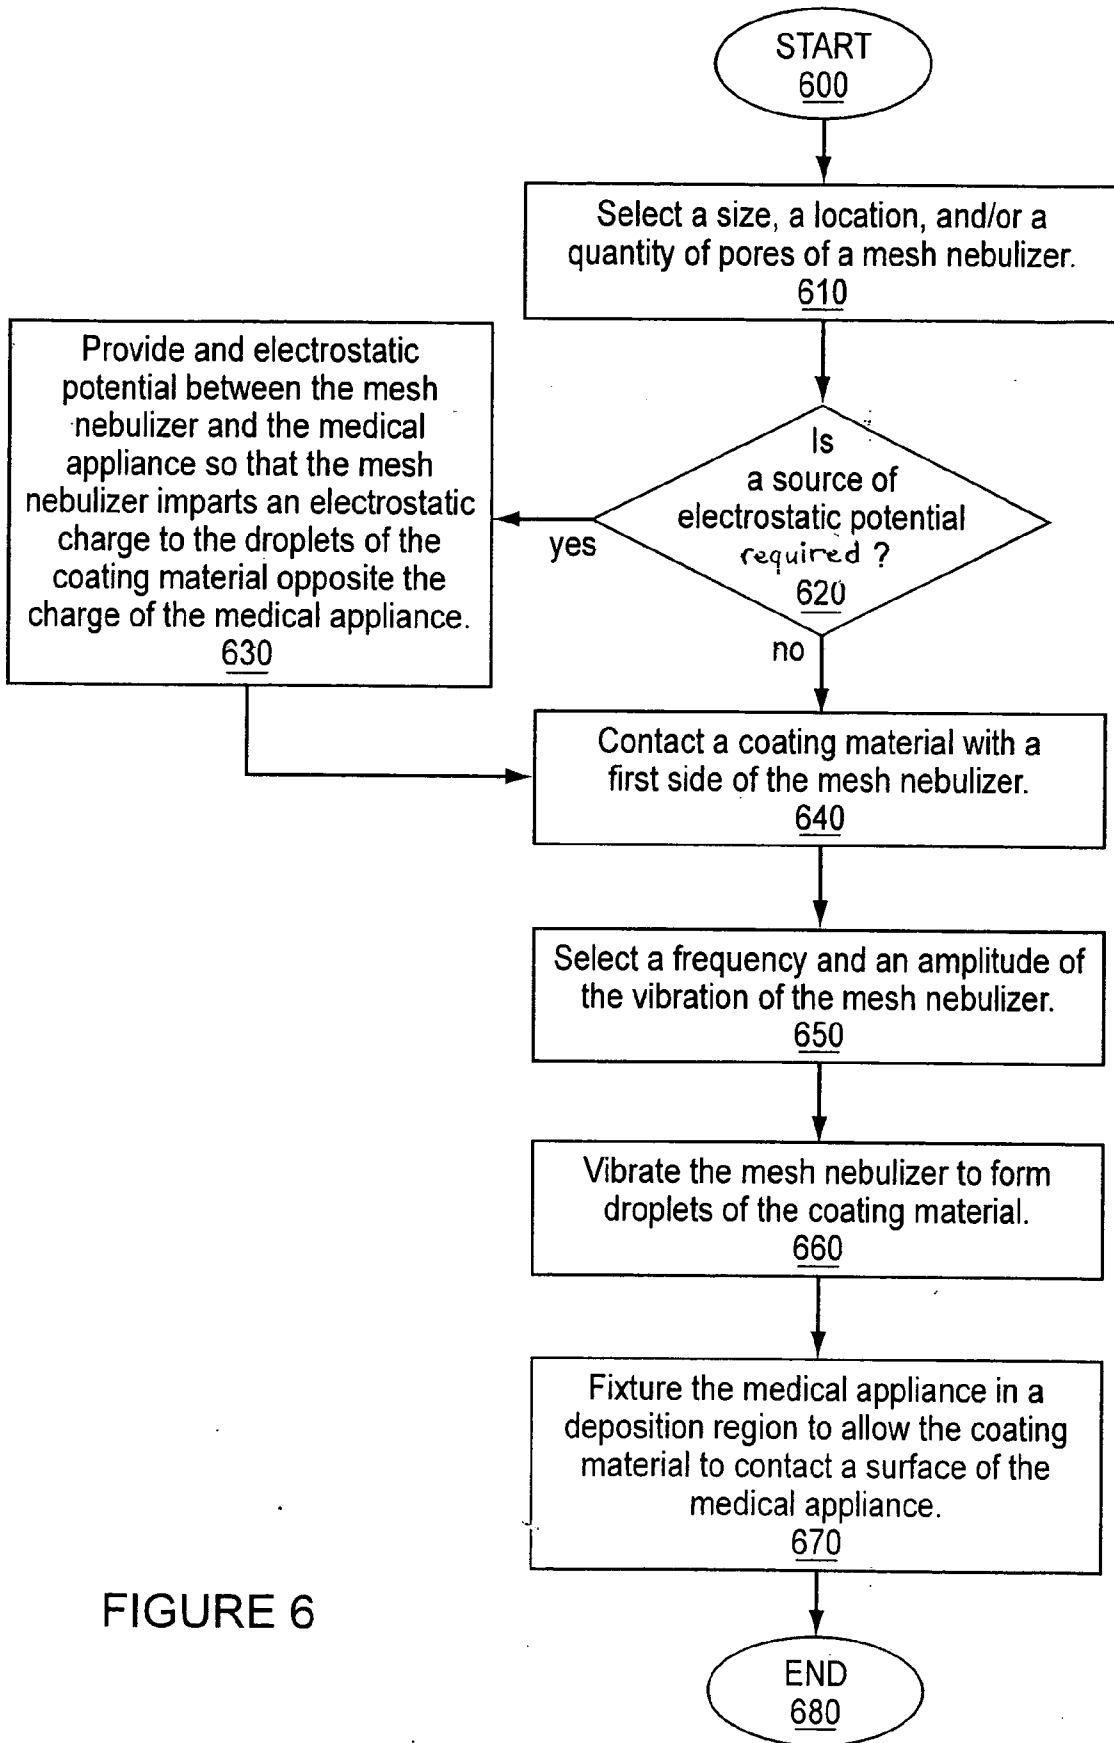 START
600
Select a size, a location, and/or a
quantity of pores of a mesh nebulizer.
610
Is
a source of
electrostatic potential
required ?
620
yes
no
Provide and electrostatic
potential between the mesh
nebulizer and the medical
appliance so that the mesh
nebulizer imparts an electrostatic
charge to the droplets of the
coating material opposite the
charge of the medical appliance.
630
Contact a coating material with a
first side of the mesh nebulizer.
640
Select a frequency and an amplitude of
the vibration of the mesh nebulizer.
650
Vibrate the mesh nebulizer to form
droplets of the coating material.
660
Fixture the medical appliance in a
deposition region to allow the coating
material to contact a surface of the
medical appliance.
670
END
680
FIGURE 6